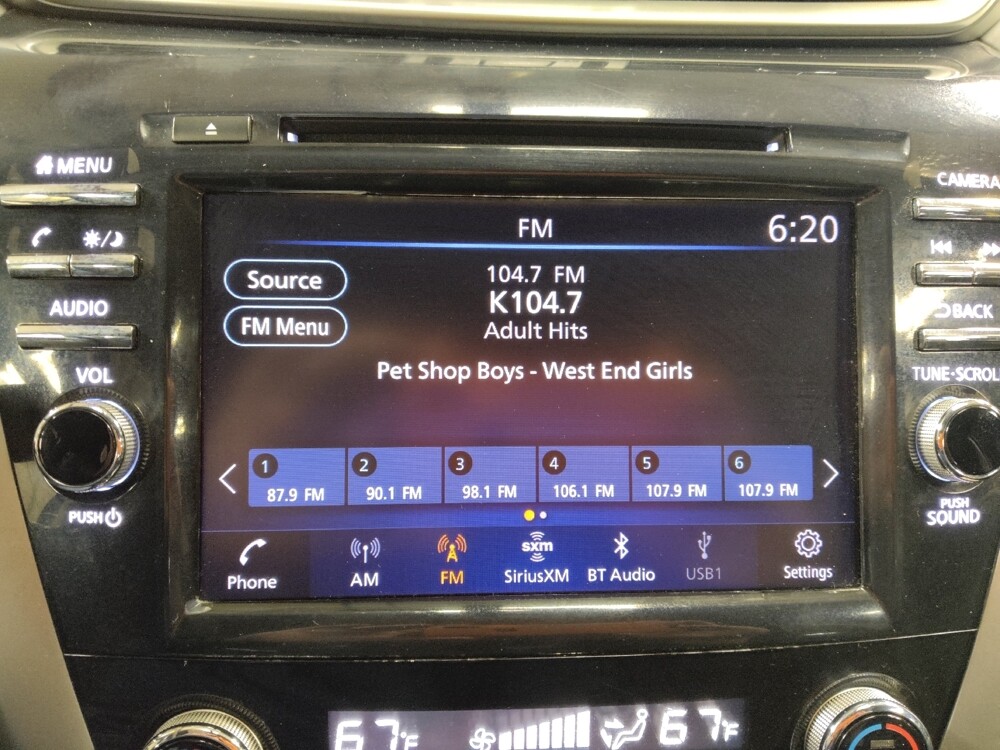 MENU
CAMERA
FM
6:20
Source
104.7 FM
K104.7
FM Menu
Adult Hits
AUDIO
BACK
Pet Shop Boys - West End Girls
VOL
TUNE·SCROLL
1 2 3 4 5 6
87.9 FM 90.1 FM 98.1 FM 106.1 FM 107.9 FM 107.9 FM
PUSH
PUSH
SOUND
sxm
Phone AM FM SiriusXM BT Audio USB1 Settings
67°F 67°F